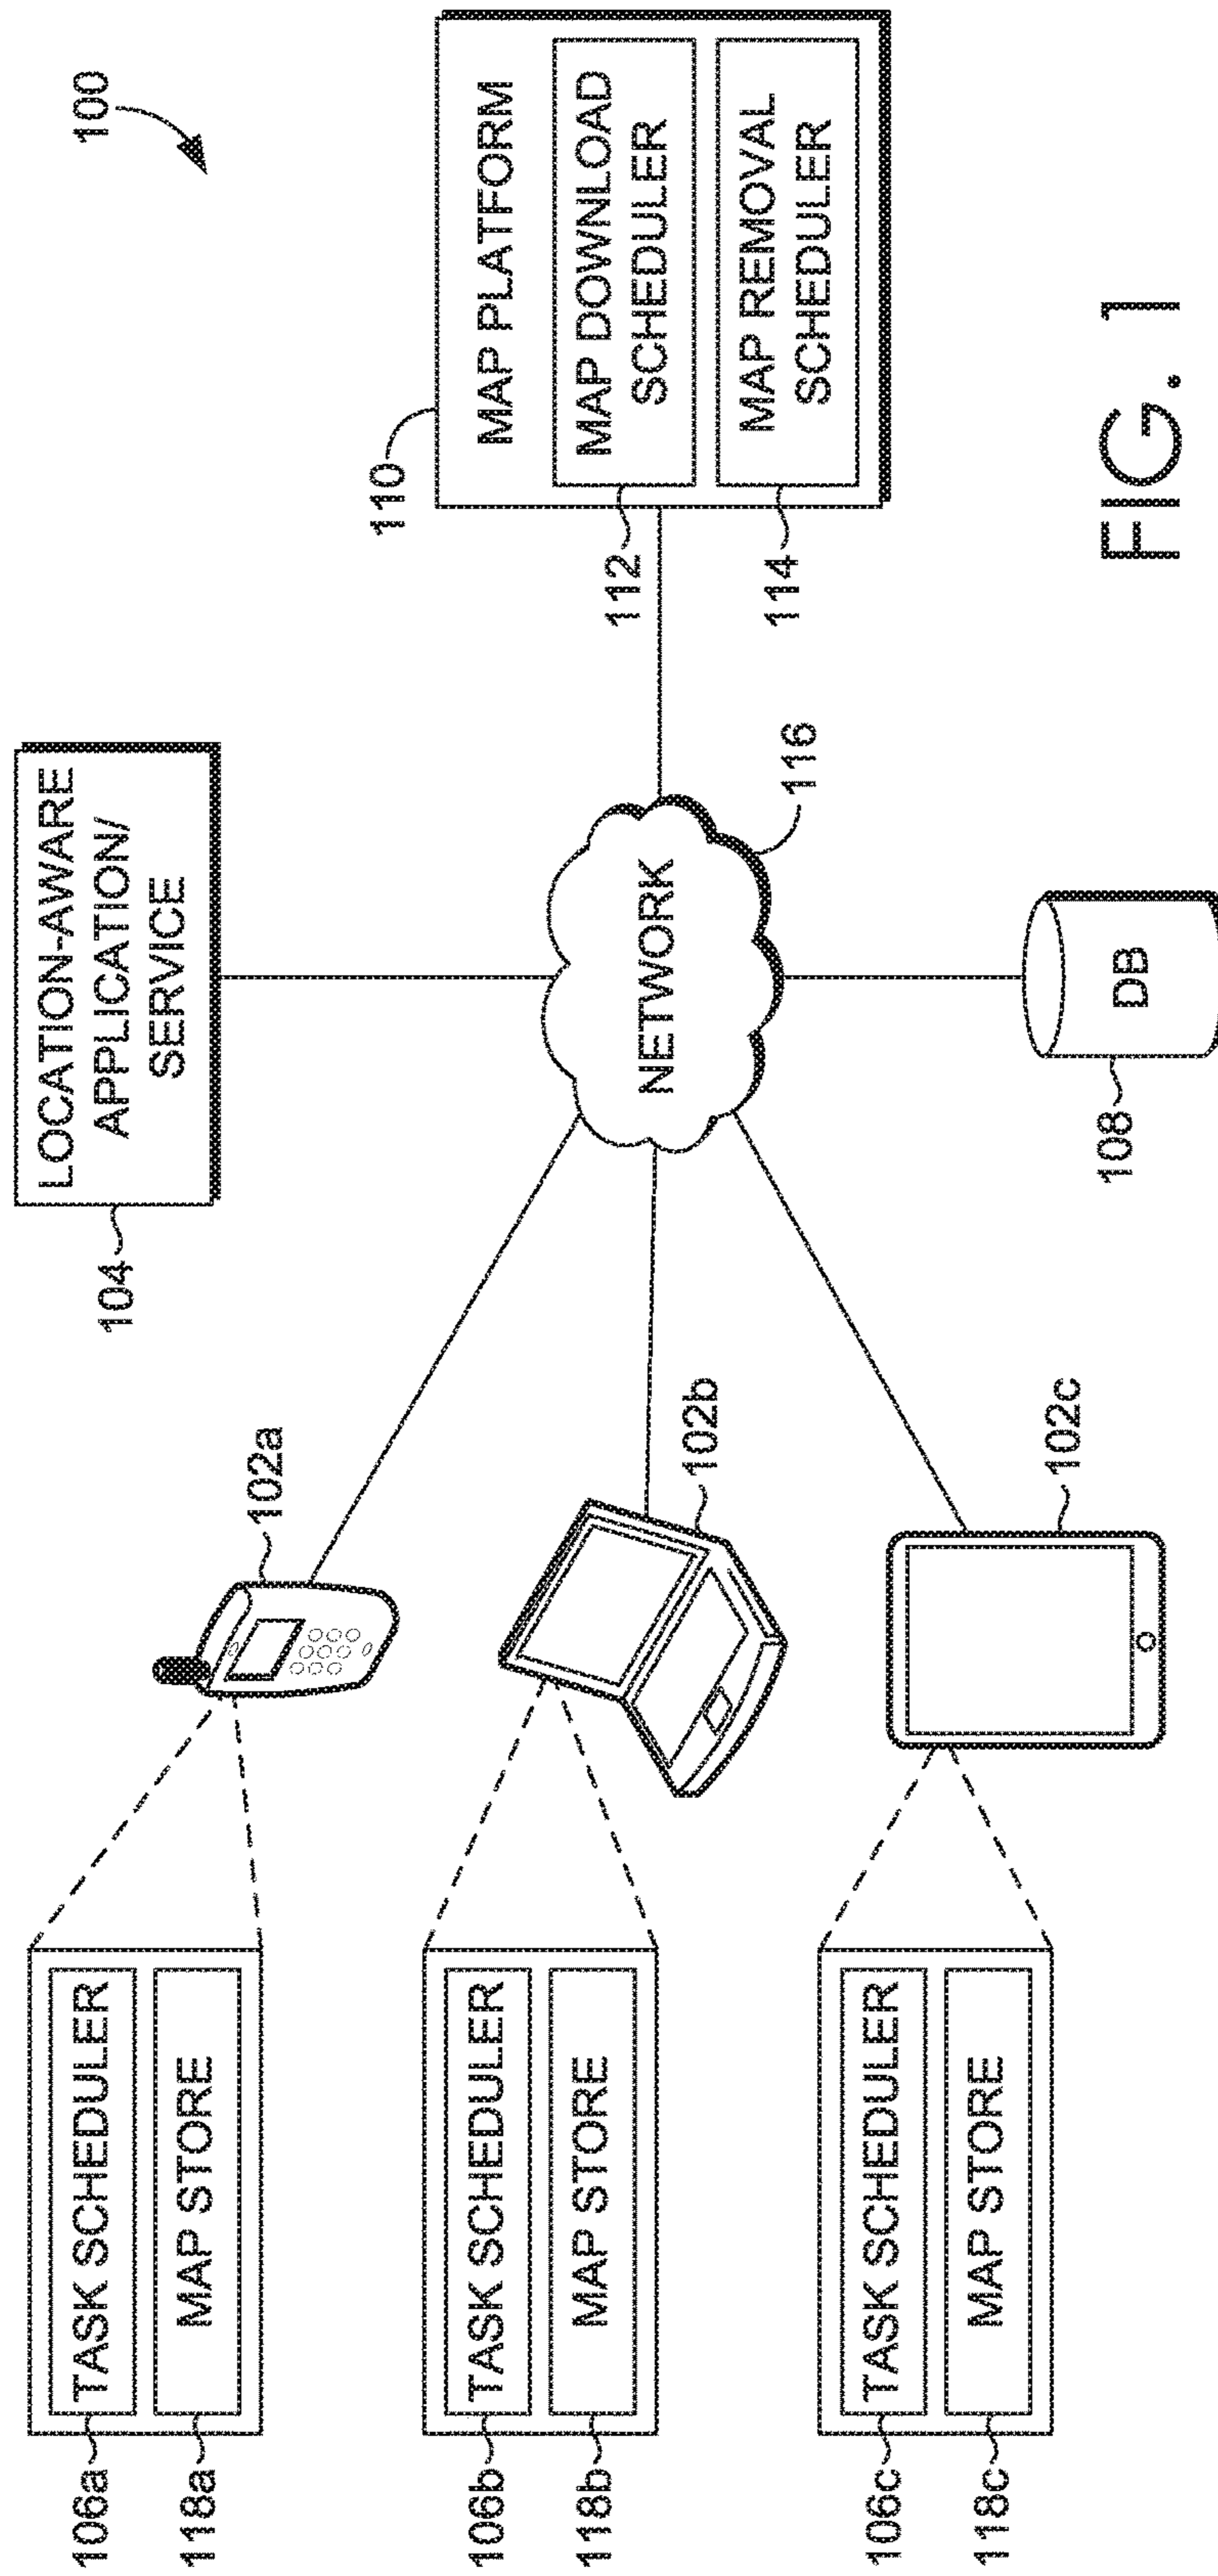 100
LOCATION-AWARE
APPLICATION/
SERVICE
104
106a
TASK SCHEDULER
118a
MAP STORE
102a
106b
TASK SCHEDULER
118b
MAP STORE
102b
106c
TASK SCHEDULER
118c
MAP STORE
102c
NETWORK
116
DB
108
110
MAP PLATFORM
112
MAP DOWNLOAD
SCHEDULER
114
MAP REMOVAL
SCHEDULER
FIG. 1